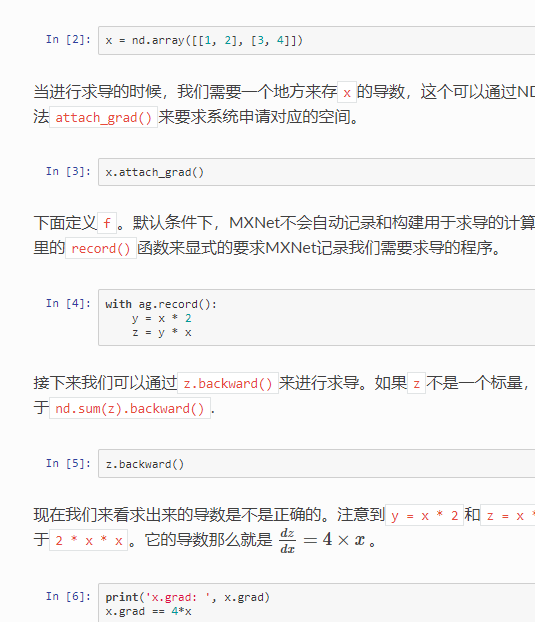 In [2]: x = nd.array([[1, 2], [3, 4]])
当进行求导的时候，我们需要一个地方来存 x 的导数，这个可以通过ND
法 attach_grad() 来要求系统申请对应的空间。
In [3]: x.attach_grad()
下面定义 f 。默认条件下，MXNet不会自动记录和构建用于求导的计算
里的 record() 函数来显式的要求MXNet记录我们需要求导的程序。
In [4]: with ag.record():
y = x * 2
z = y * x
接下来我们可以通过 z.backward() 来进行求导。如果 z 不是一个标量，
于 nd.sum(z).backward() .
In [5]: z.backward()
现在我们来看求出来的导数是不是正确的。注意到 y = x * 2 和 z = x *
于 2 * x * x 。它的导数那么就是 dz/dx = 4 × x 。
In [6]: print('x.grad: ', x.grad)
x.grad == 4*x